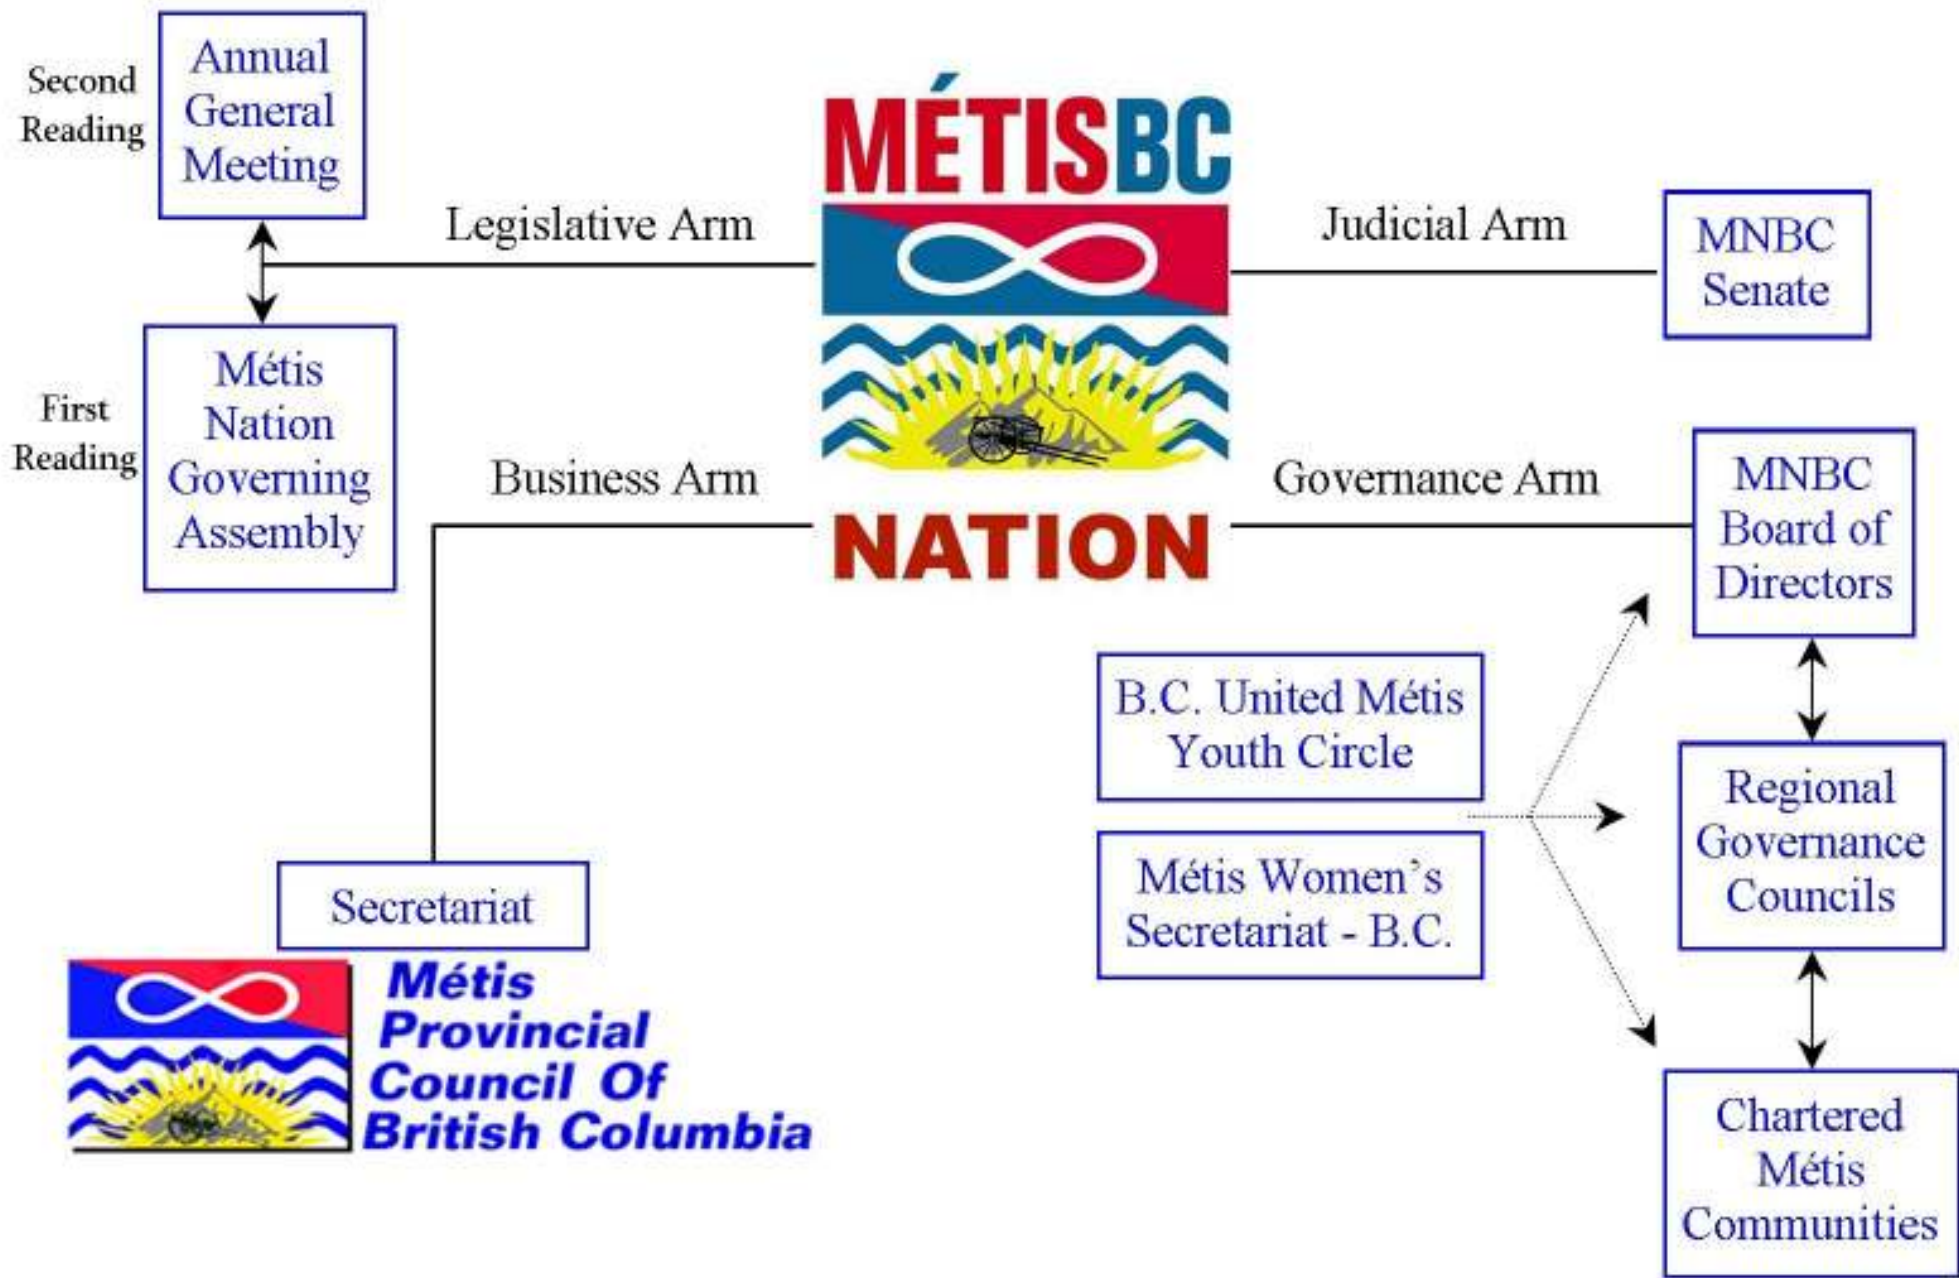 Second
Reading
Annual
General
Meeting
MÉTISBC
Legislative Arm
Judicial Arm
MNBC
Senate
First
Reading
Métis
Nation
Governing
Assembly
Business Arm
NATION
Governance Arm
MNBC
Board of
Directors
B.C. United Métis
Youth Circle
Métis Women's
Secretariat - B.C.
Regional
Governance
Councils
Secretariat
Métis
Provincial
Council Of
British Columbia
Chartered
Métis
Communities